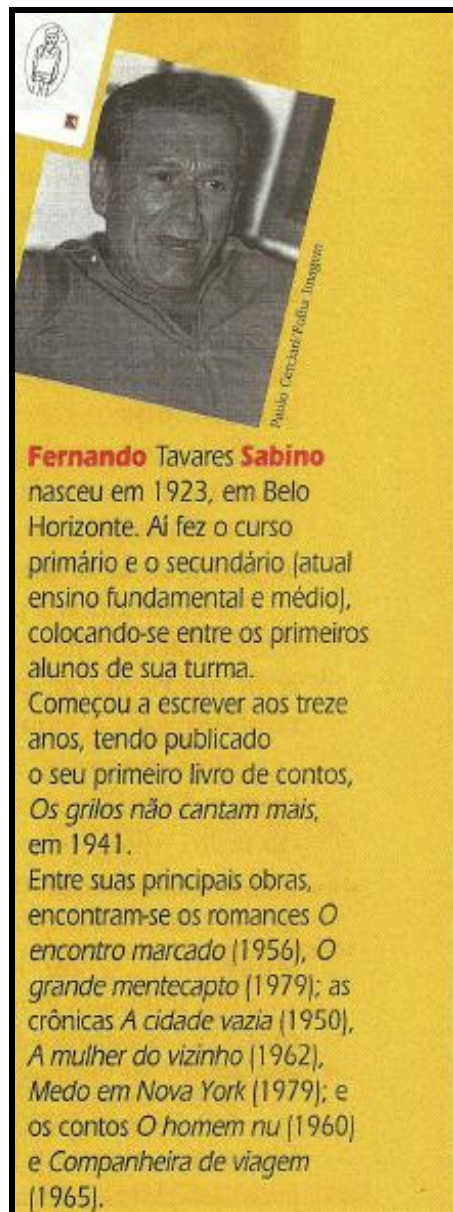 Paulo Cerciari/Folha Imagem
Fernando Tavares Sabino
nasceu em 1923, em Belo
Horizonte. Aí fez o curso
primário e o secundário (atual
ensino fundamental e médio),
colocando-se entre os primeiros
alunos de sua turma.
Começou a escrever aos treze
anos, tendo publicado
o seu primeiro livro de contos,
Os grilos não cantam mais,
em 1941.
Entre suas principais obras,
encontram-se os romances O
encontro marcado (1956), O
grande mentecapto (1979); as
crônicas A cidade vazia (1950),
A mulher do vizinho (1962),
Medo em Nova York (1979); e
os contos O homem nu (1960)
e Companheira de viagem
(1965).